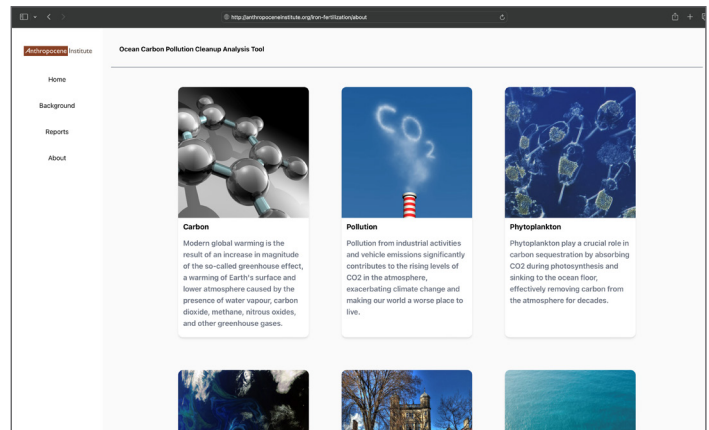 http://anthropoceneinstitute.org/iron-fertilization/about
Anthropocene Institute
Ocean Carbon Pollution Cleanup Analysis Tool
Home
Background
Reports
About
CO2
Carbon
Modern global warming is the
result of an increase in magnitude
of the so-called greenhouse effect,
a warming of Earth's surface and
lower atmosphere caused by the
presence of water vapour, carbon
dioxide, methane, nitrous oxides,
and other greenhouse gases.
Pollution
Pollution from industrial activities
and vehicle emissions significantly
contributes to the rising levels of
CO2 in the atmosphere,
exacerbating climate change and
making our world a worse place to
live.
Phytoplankton
Phytoplankton play a crucial role in
carbon sequestration by absorbing
CO2 during photosynthesis and
sinking to the ocean floor,
effectively removing carbon from
the atmosphere for decades.